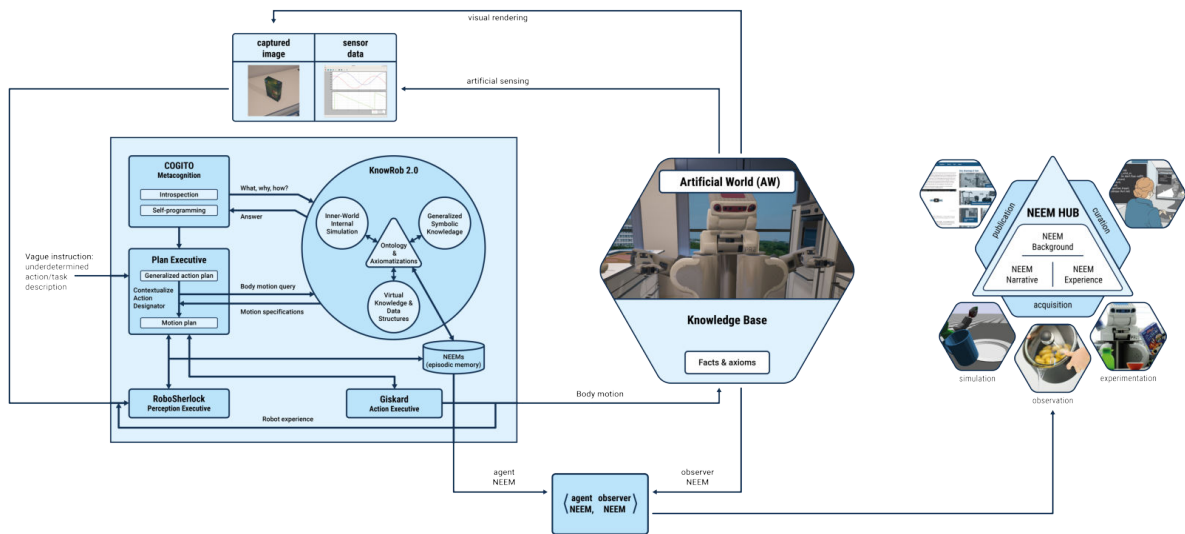 visual rendering
captured
image
sensor
data
artificial sensing
COGITO
Metacognition
Introspection
Self-programming
What, why, how?
Answer
KnowRob 2.0
Inner-World
Internal
Simulation
Generalized
Symbolic
Knowledge
Ontology
&
Axiomatizations
Virtual
Knowledge &
Data
Structures
Vague instruction:
underdetermined
action/task
description
Plan Executive
Generalized action plan
Contextualize
Action
Designator
Motion plan
Body motion query
Motion specifications
NEEMs
(episodic memory)
RoboSherlock
Perception Executive
Giskard
Action Executive
Robot experience
Body motion
Artificial World (AW)
Knowledge Base
Facts & axioms
agent
NEEM
observer
NEEM
⟨ agent observer ⟩
NEEM, NEEM
publication
curation
NEEM HUB
NEEM
Background
NEEM
Narrative
NEEM
Experience
acquisition
simulation
observation
experimentation